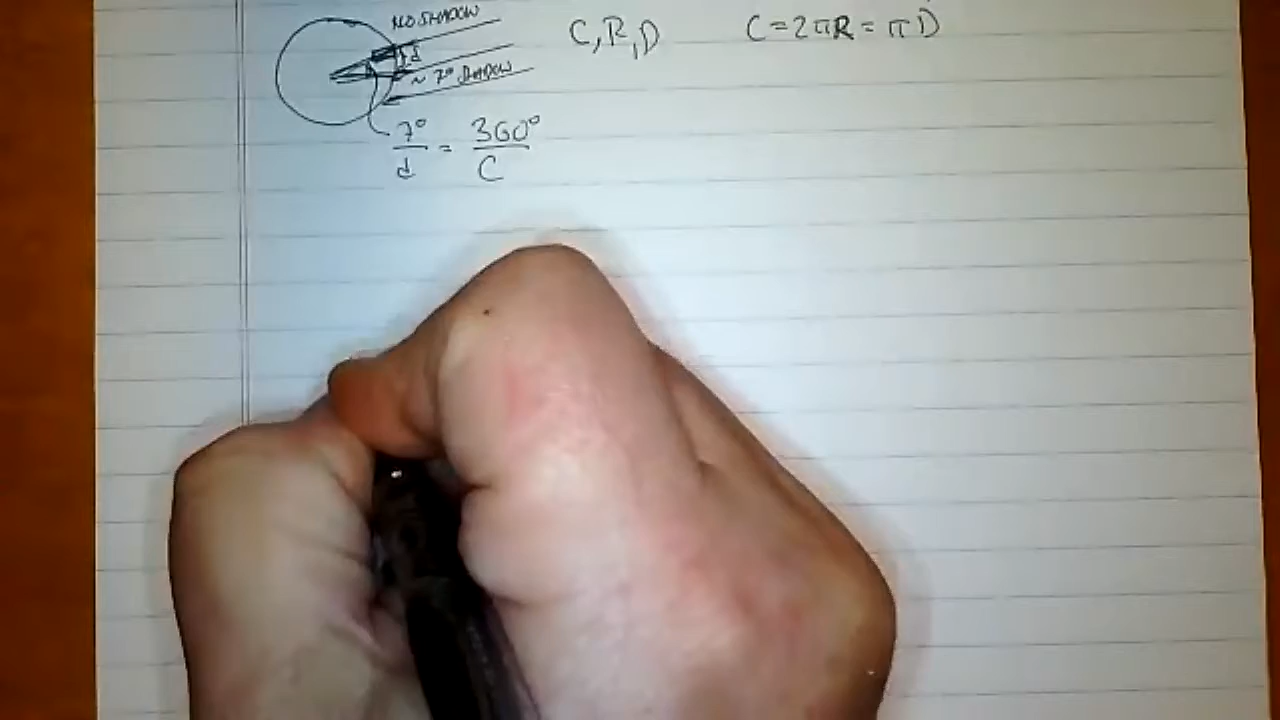 NO SHADOW
d
~ 7° SHADOW
C, R, D
C = 2πR = πD
7°/d = 360°/C